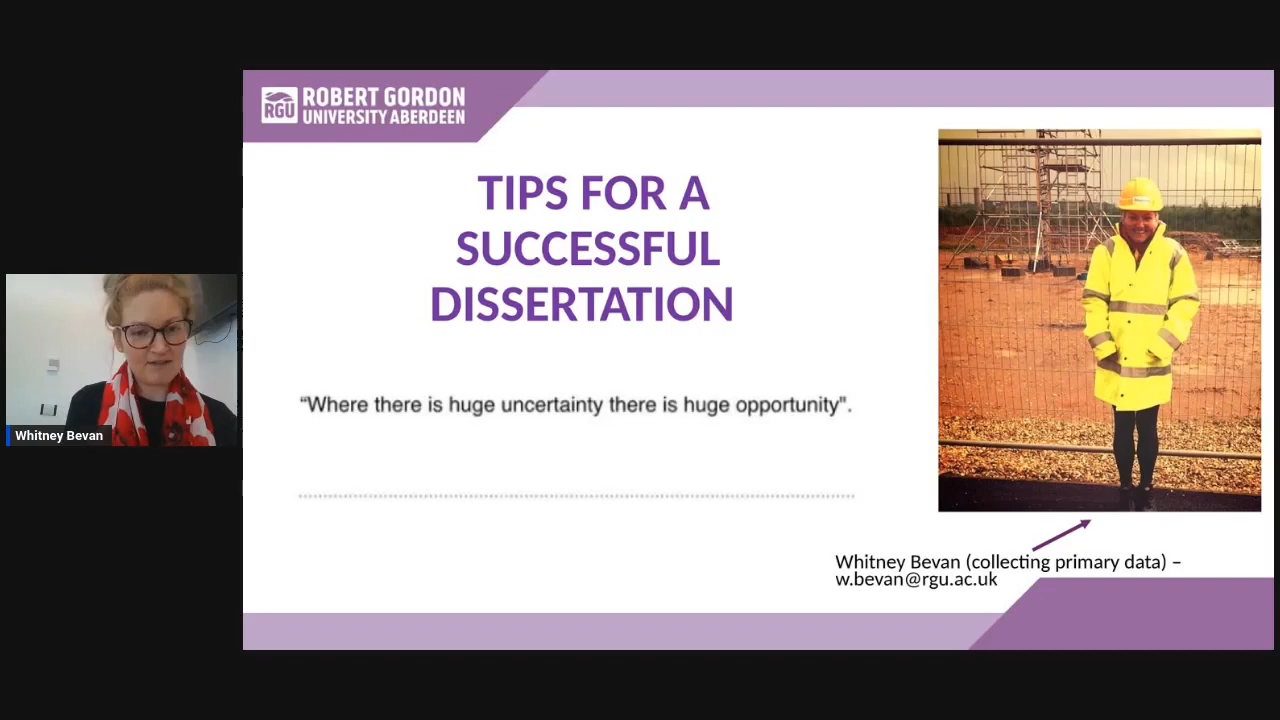 RGU
ROBERT GORDON
UNIVERSITY ABERDEEN
TIPS FOR A
SUCCESSFUL
DISSERTATION
“Where there is huge uncertainty there is huge opportunity”.
Whitney Bevan
Whitney Bevan (collecting primary data) –
w.bevan@rgu.ac.uk